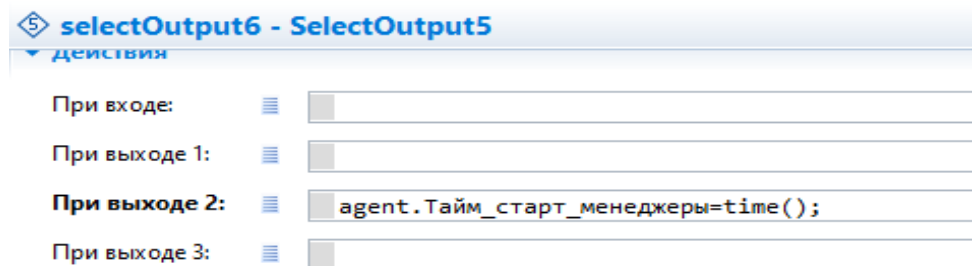 selectOutput6 - SelectOutput5
Действия
При входе:
При выходе 1:
При выходе 2: agent.Тайм_старт_менеджеры=time();
При выходе 3: